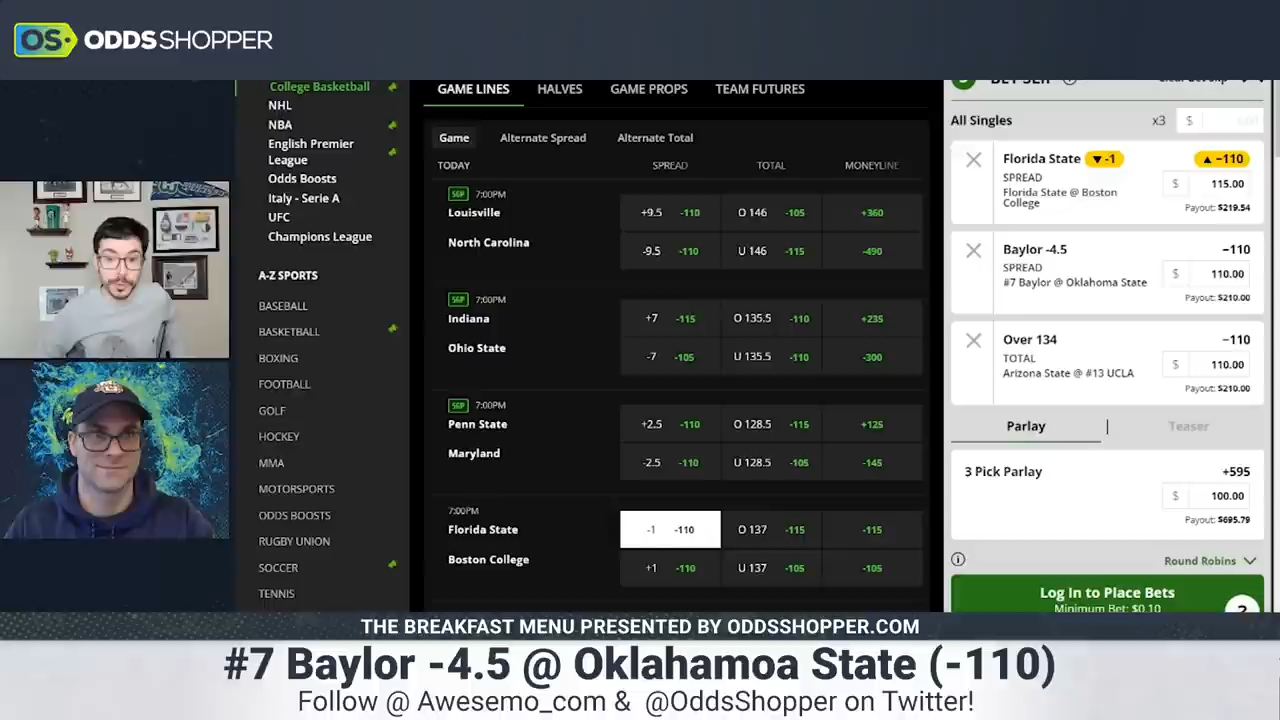 OS ODDSSHOPPER
College Basketball
NHL
NBA
English Premier
League
Odds Boosts
Italy - Serie A
UFC
Champions League
A-Z SPORTS
BASEBALL
BASKETBALL
BOXING
FOOTBALL
GOLF
HOCKEY
MMA
MOTORSPORTS
ODDS BOOSTS
RUGBY UNION
SOCCER
TENNIS
GAME LINES HALVES GAME PROPS TEAM FUTURES
Game Alternate Spread Alternate Total
TODAY SPREAD TOTAL MONEYLINE
SGP 7:00PM
Louisville +9.5 -110 O 146 -105 +360
North Carolina -9.5 -110 U 146 -115 -490
SGP 7:00PM
Indiana +7 -115 O 135.5 -110 +235
Ohio State -7 -105 U 135.5 -110 -300
SGP 7:00PM
Penn State +2.5 -110 O 128.5 -115 +125
Maryland -2.5 -110 U 128.5 -105 -145
7:00PM
Florida State -1 -110 O 137 -115 -115
Boston College +1 -110 U 137 -105 -105
All Singles x3 $
Florida State ▼ -1 ▲ −110
SPREAD
Florida State @ Boston
College
$ 115.00
Payout: $219.54
Baylor -4.5 −110
SPREAD
#7 Baylor @ Oklahoma State
$ 110.00
Payout: $210.00
Over 134 −110
TOTAL
Arizona State @ #13 UCLA
$ 110.00
Payout: $210.00
Parlay | Teaser
3 Pick Parlay +595
$ 100.00
Payout: $695.79
Round Robins
Log In to Place Bets
Minimum Bet: $0.10
THE BREAKFAST MENU PRESENTED BY ODDSSHOPPER.COM
#7 Baylor -4.5 @ Oklahamoa State (-110)
Follow @ Awesemo_com & @OddsShopper on Twitter!